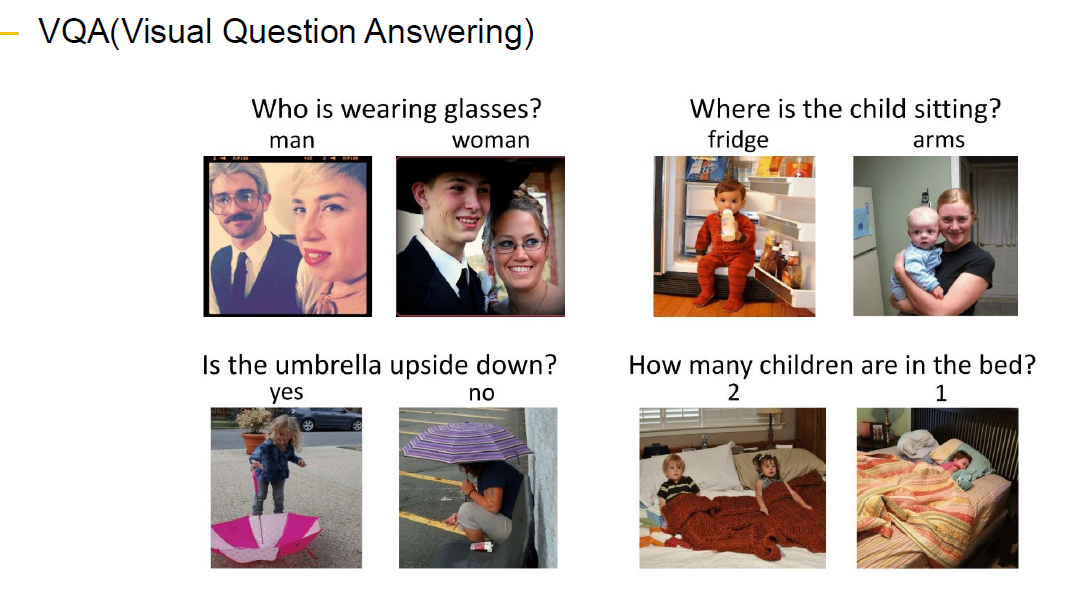 VQA(Visual Question Answering)
Who is wearing glasses?
man woman
Where is the child sitting?
fridge arms
Is the umbrella upside down?
yes no
How many children are in the bed?
2 1